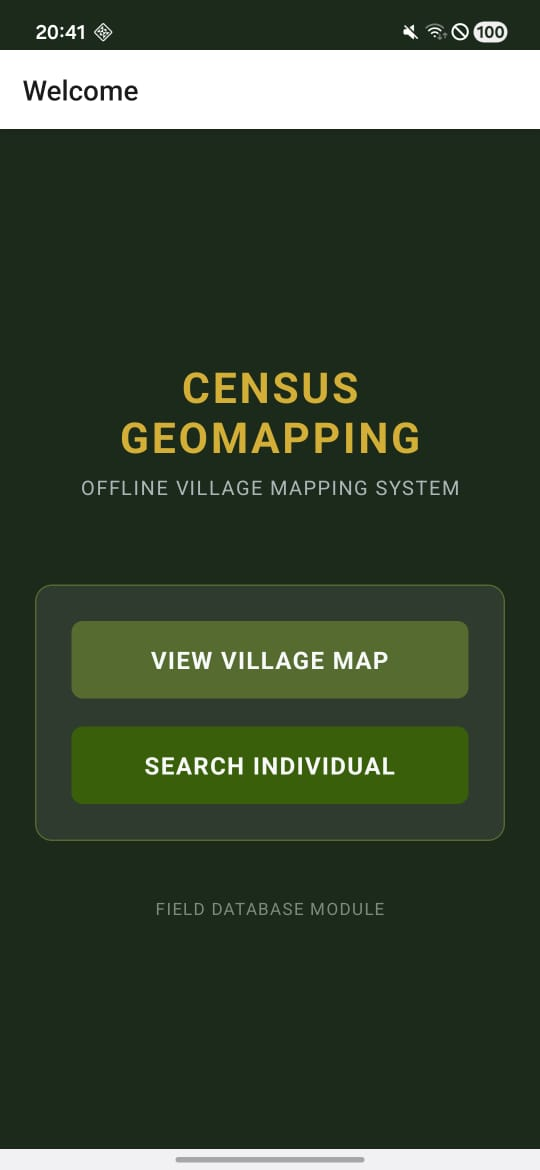 20:41
100
Welcome
CENSUS
GEOMAPPING
OFFLINE VILLAGE MAPPING SYSTEM
VIEW VILLAGE MAP
SEARCH INDIVIDUAL
FIELD DATABASE MODULE